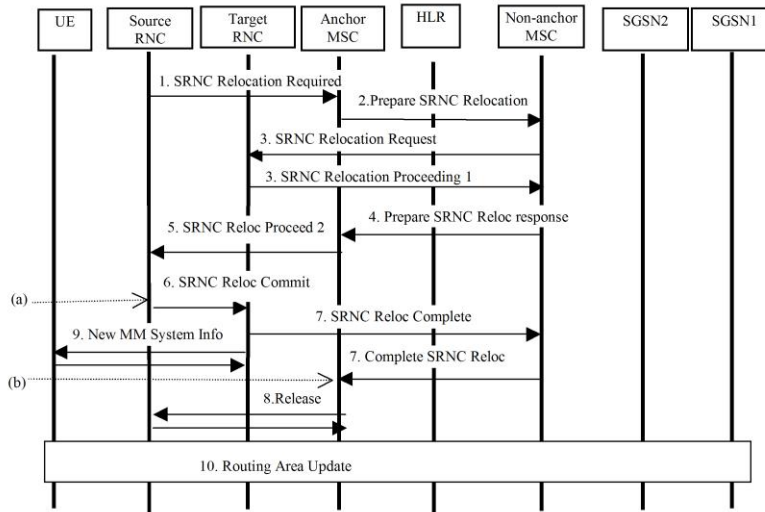 UE
Source
RNC
Target
RNC
Anchor
MSC
HLR
Non-anchor
MSC
SGSN2
SGSN1
1. SRNC Relocation Required
2.Prepare SRNC Relocation
3. SRNC Relocation Request
3. SRNC Relocation Proceeding 1
4. Prepare SRNC Reloc response
5. SRNC Reloc Proceed 2
6. SRNC Reloc Commit
(a)
7. SRNC Reloc Complete
9. New MM System Info
7. Complete SRNC Reloc
(b)
8.Release
10. Routing Area Update